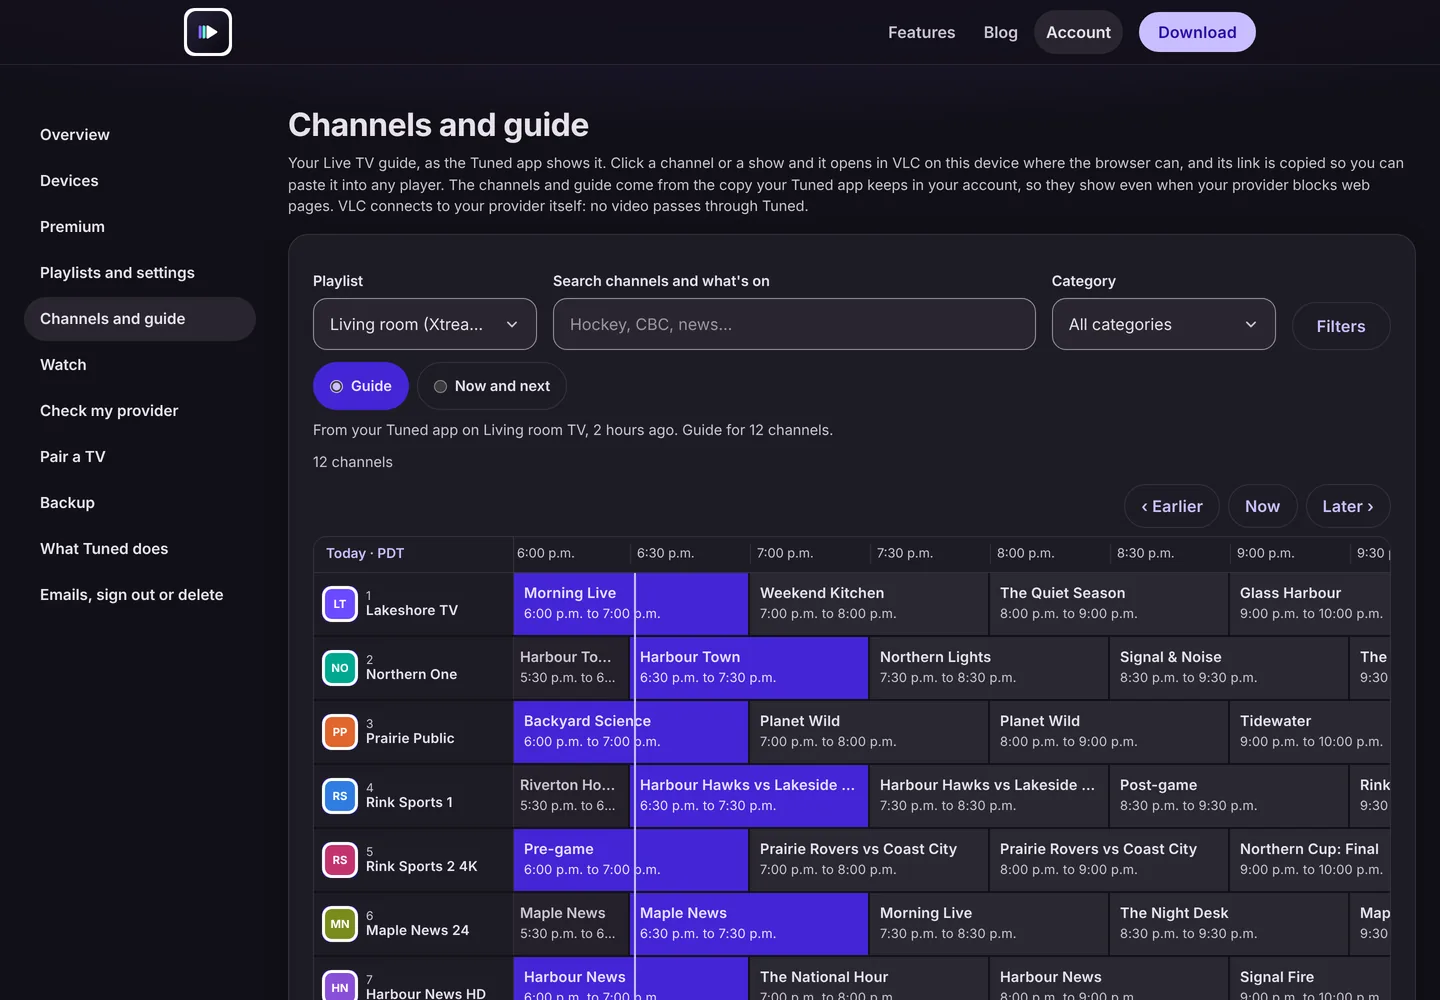 Features
Blog
Account
Download
Overview
Devices
Premium
Playlists and settings
Channels and guide
Watch
Check my provider
Pair a TV
Backup
What Tuned does
Emails, sign out or delete
Channels and guide
Your Live TV guide, as the Tuned app shows it. Click a channel or a show and it opens in VLC on this device where the browser can, and its link is copied so you can
paste it into any player. The channels and guide come from the copy your Tuned app keeps in your account, so they show even when your provider blocks web
pages. VLC connects to your provider itself: no video passes through Tuned.
Playlist
Search channels and what's on
Category
Living room (Xtrea...
Hockey, CBC, news...
All categories
Filters
Guide
Now and next
From your Tuned app on Living room TV, 2 hours ago. Guide for 12 channels.
12 channels
‹ Earlier
Now
Later ›
Today · PDT
6:00 p.m.
6:30 p.m.
7:00 p.m.
7:30 p.m.
8:00 p.m.
8:30 p.m.
9:00 p.m.
9:30
LT
1
Lakeshore TV
Morning Live
6:00 p.m. to 7:00 p.m.
Weekend Kitchen
7:00 p.m. to 8:00 p.m.
The Quiet Season
8:00 p.m. to 9:00 p.m.
Glass Harbour
9:00 p.m. to 10:00 p.m.
NO
2
Northern One
Harbour To...
5:30 p.m. to 6...
Harbour Town
6:30 p.m. to 7:30 p.m.
Northern Lights
7:30 p.m. to 8:30 p.m.
Signal & Noise
8:30 p.m. to 9:30 p.m.
The
9:30
PP
3
Prairie Public
Backyard Science
6:00 p.m. to 7:00 p.m.
Planet Wild
7:00 p.m. to 8:00 p.m.
Planet Wild
8:00 p.m. to 9:00 p.m.
Tidewater
9:00 p.m. to 10:00 p.m.
RS
4
Rink Sports 1
Riverton Ho...
5:30 p.m. to 6...
Harbour Hawks vs Lakeside ...
6:30 p.m. to 7:30 p.m.
Harbour Hawks vs Lakeside ...
7:30 p.m. to 8:30 p.m.
Post-game
8:30 p.m. to 9:30 p.m.
Rink
9:30
RS
5
Rink Sports 2 4K
Pre-game
6:00 p.m. to 7:00 p.m.
Prairie Rovers vs Coast City
7:00 p.m. to 8:00 p.m.
Prairie Rovers vs Coast City
8:00 p.m. to 9:00 p.m.
Northern Cup: Final
9:00 p.m. to 10:00 p.m.
MN
6
Maple News 24
Maple News
5:30 p.m. to 6...
Maple News
6:30 p.m. to 7:30 p.m.
Morning Live
7:30 p.m. to 8:30 p.m.
The Night Desk
8:30 p.m. to 9:30 p.m.
Map
9:30
HN
7
Harbour News HD
Harbour News
6:00 p.m. to 7:00 p.m.
The National Hour
7:00 p.m. to 8:00 p.m.
Harbour News
8:00 p.m. to 9:00 p.m.
Signal Fire
9:00 p.m. to 10:00 p.m.